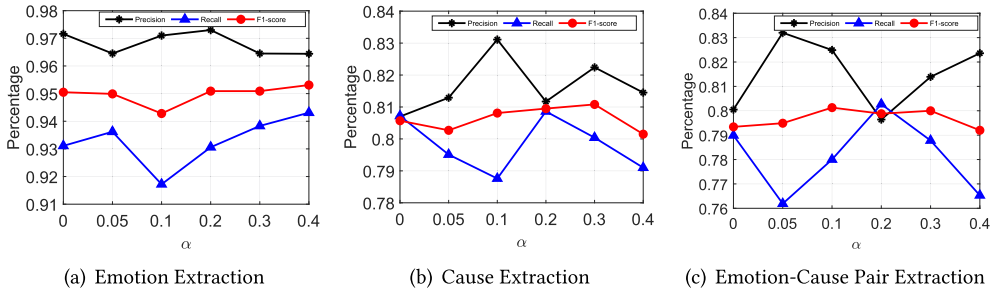 Precision Recall F1-score
0.98
0.97
0.96
0.95
0.94
0.93
0.92
0.91
Percentage
0 0.05 0.1 0.2 0.3 0.4
α
(a) Emotion Extraction
Precision Recall F1-score
0.84
0.83
0.82
0.81
0.8
0.79
0.78
Percentage
0 0.05 0.1 0.2 0.3 0.4
α
(b) Cause Extraction
Precision Recall F1-score
0.84
0.83
0.82
0.81
0.8
0.79
0.78
0.77
0.76
Percentage
0 0.05 0.1 0.2 0.3 0.4
α
(c) Emotion-Cause Pair Extraction